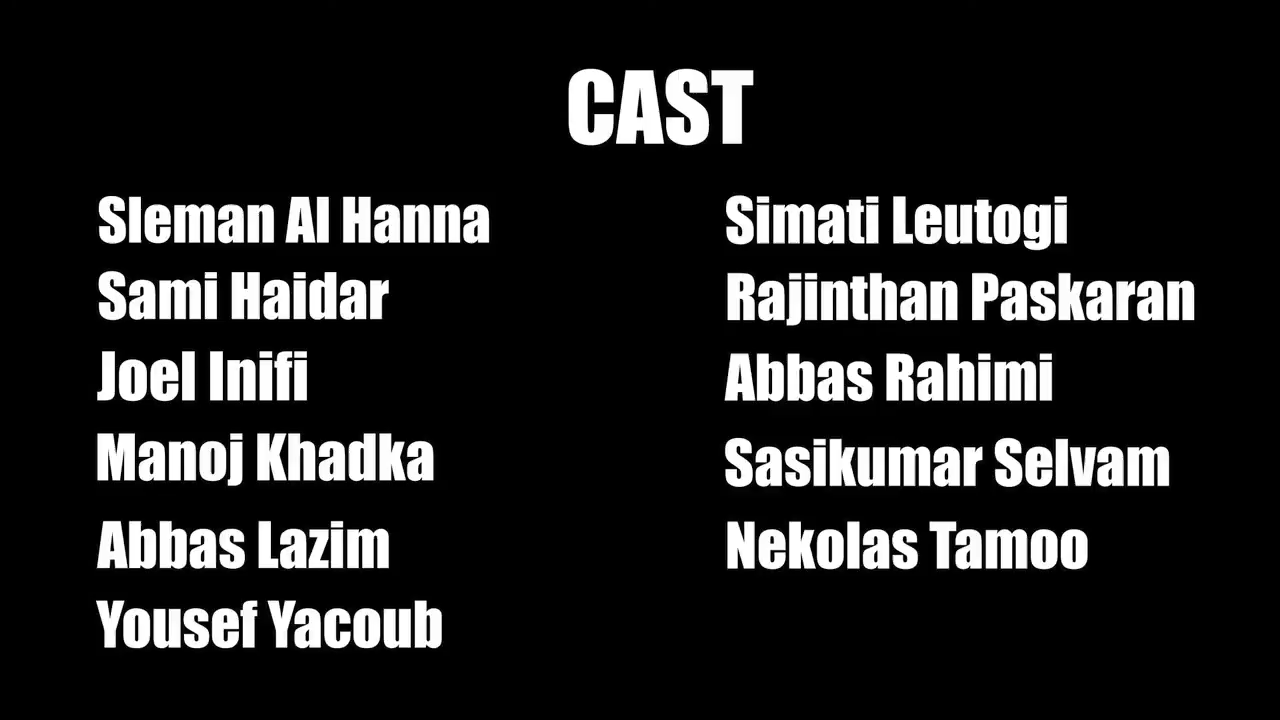 CAST
Sleman Al Hanna
Sami Haidar
Joel Inifi
Manoj Khadka
Abbas Lazim
Yousef Yacoub
Simati Leutogi
Rajinthan Paskaran
Abbas Rahimi
Sasikumar Selvam
Nekolas Tamoo